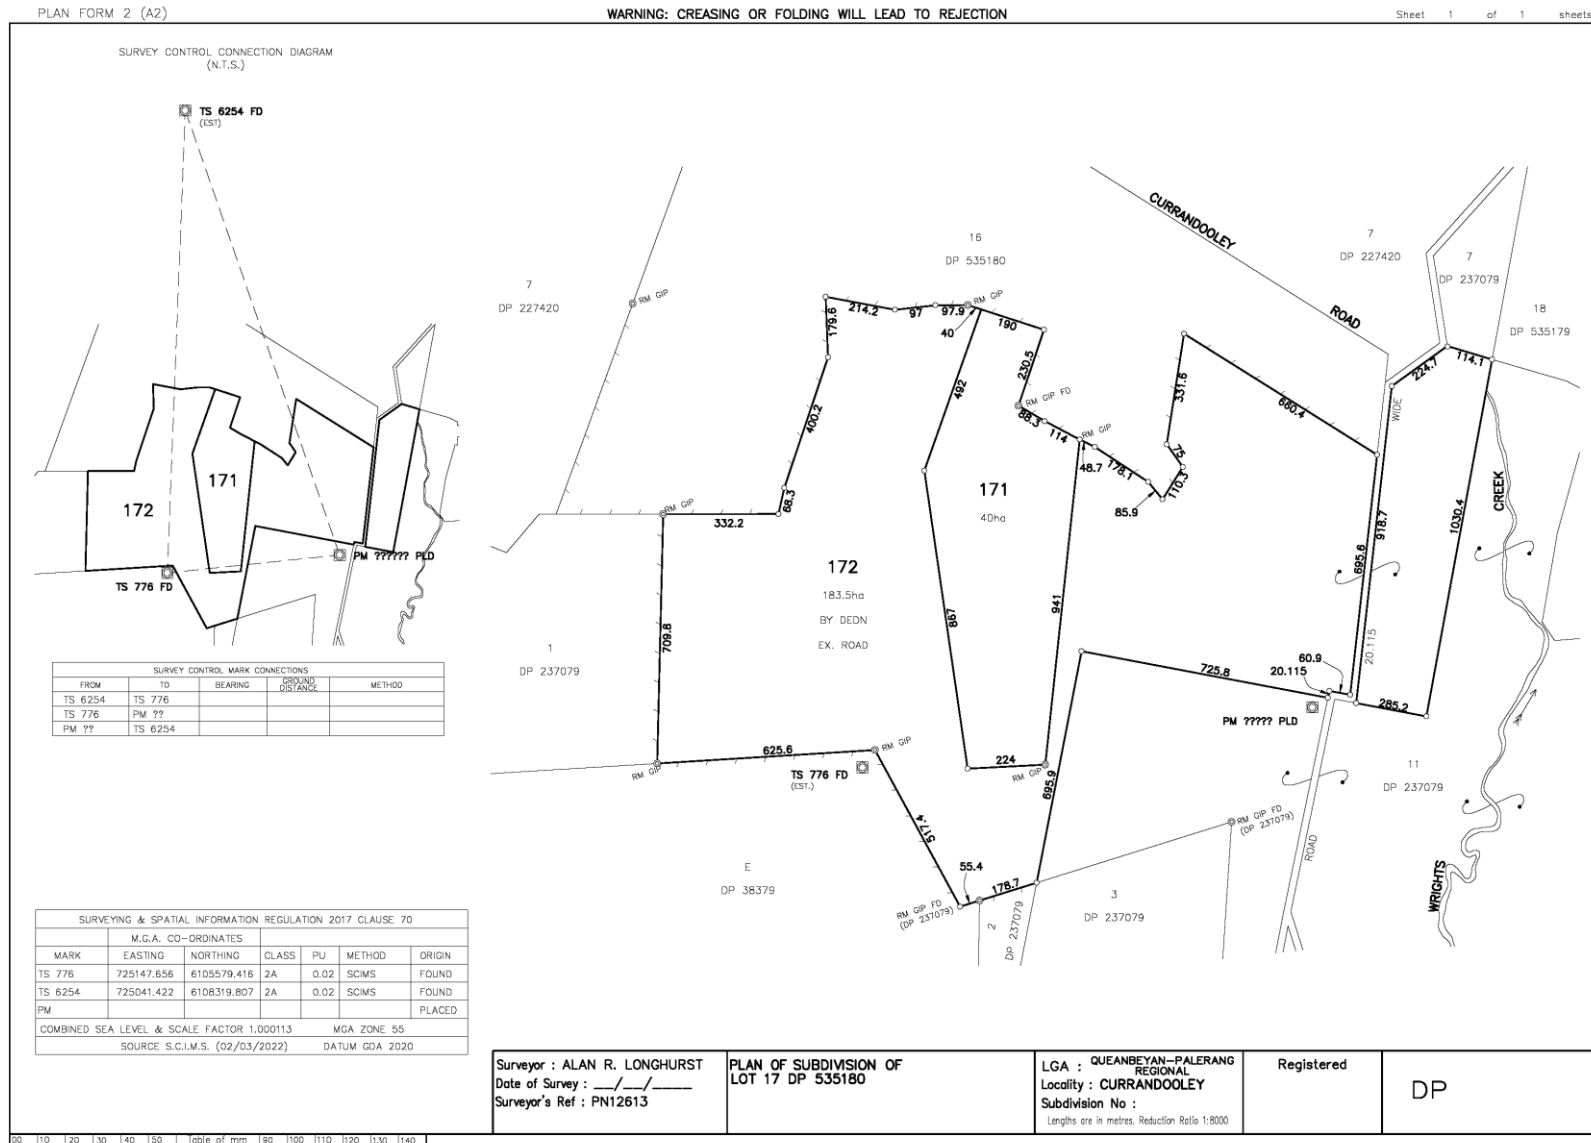 PLAN FORM 2 (A2)
WARNING: CREASING OR FOLDING WILL LEAD TO REJECTION
Sheet 1 of 1 sheets
SURVEY CONTROL CONNECTION DIAGRAM
(N.T.S.)
TS 6254 FD
(EST)
171
172
PM ?????? PLD
TS 776 FD
SURVEY CONTROL MARK CONNECTIONS
FROM TO BEARING GROUND DISTANCE METHOD
TS 6254 TS 776
TS 776 PM ??
PM ?? TS 6254
SURVEYING & SPATIAL INFORMATION REGULATION 2017 CLAUSE 70
M.G.A. CO-ORDINATES
MARK EASTING NORTHING CLASS PU METHOD ORIGIN
TS 776 725147.656 6105579.416 2A 0.02 SCIMS FOUND
TS 6254 725041.422 6108319.807 2A 0.02 SCIMS FOUND
PM PLACED
COMBINED SEA LEVEL & SCALE FACTOR 1.000113 MGA ZONE 55
SOURCE S.C.I.M.S. (02/03/2022) DATUM GDA 2020
CURRANDOOLEY
ROAD
7
DP 227420
16
DP 535180
7
DP 227420
7
DP 237079
18
DP 535179
RM GIP
RM GIP
214.2
97
97.9
40
190
179.6
230.5
RM GIP FD
88.3
114
RM GIP
48.7
178.1
85.9
110.3
75
331.6
660.4
224.7
114.1
WIDE
492
400.2
68.3
RM GIP
332.2
171
40ha
172
183.5ha
BY DEDN
EX. ROAD
918.7
695.6
1030.4
CREEK
20.115
941
867
709.8
1
DP 237079
725.8
60.9
20.115
285.2
PM ????? PLD
625.6
RM GIP
RM GIP
TS 776 FD
(EST.)
224
RM GIP
695.9
11
DP 237079
RM GIP FD
(DP 237079)
ROAD
517.4
E
DP 38379
55.4
178.7
RM GIP FD
(DP 237079)
2
DP 237079
3
DP 237079
WRIGHTS
Surveyor : ALAN R. LONGHURST
Date of Survey : __/__/____
Surveyor's Ref : PN12613
PLAN OF SUBDIVISION OF
LOT 17 DP 535180
LGA : QUEANBEYAN-PALERANG
REGIONAL
Locality : CURRANDOOLEY
Subdivision No :
Lengths are in metres. Reduction Ratio 1:8000
Registered
DP
10 20 30 40 50 Table of mm 90 100 110 120 130 140